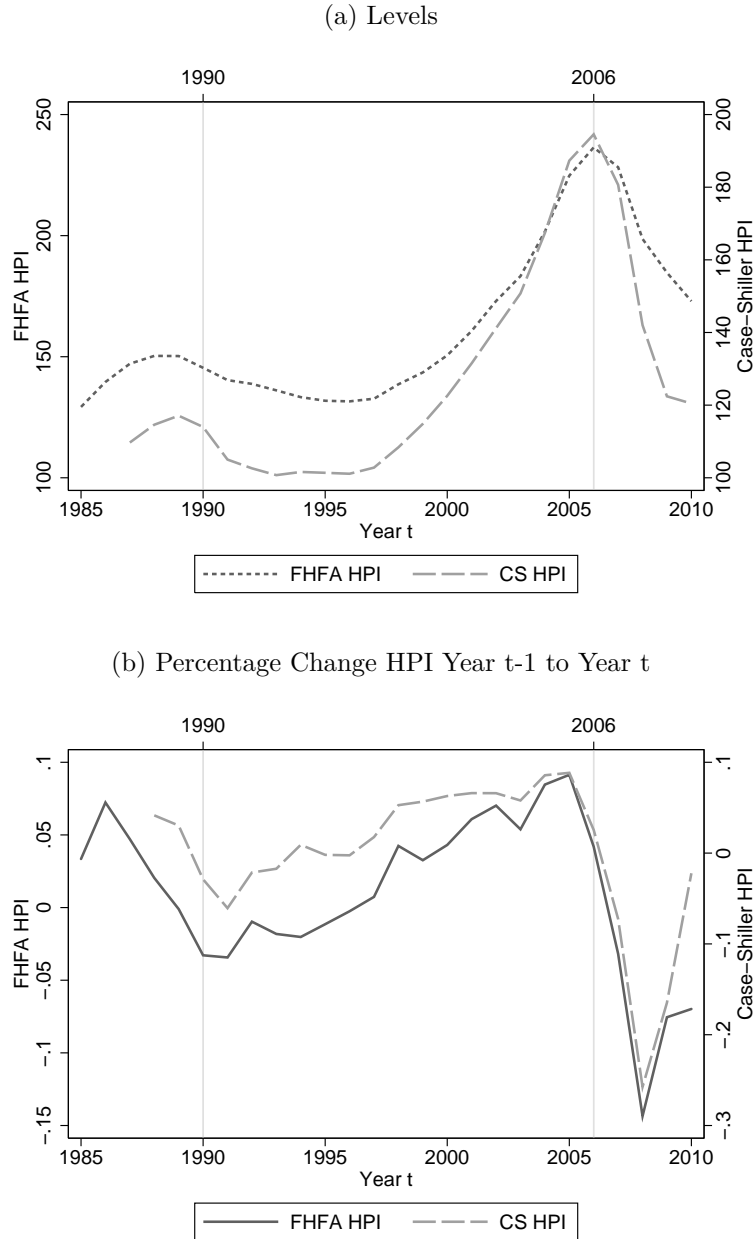 (a) Levels
1990 2006
250
200
150
100
FHFA HPI
200
180
160
140
120
100
Case−Shiller HPI
1985 1990 1995 2000 2005 2010
Year t
FHFA HPI CS HPI
(b) Percentage Change HPI Year t-1 to Year t
1990 2006
.1
.05
0
−.05
−.1
−.15
FHFA HPI
.1
0
−.1
−.2
−.3
Case−Shiller HPI
1985 1990 1995 2000 2005 2010
Year t
FHFA HPI CS HPI